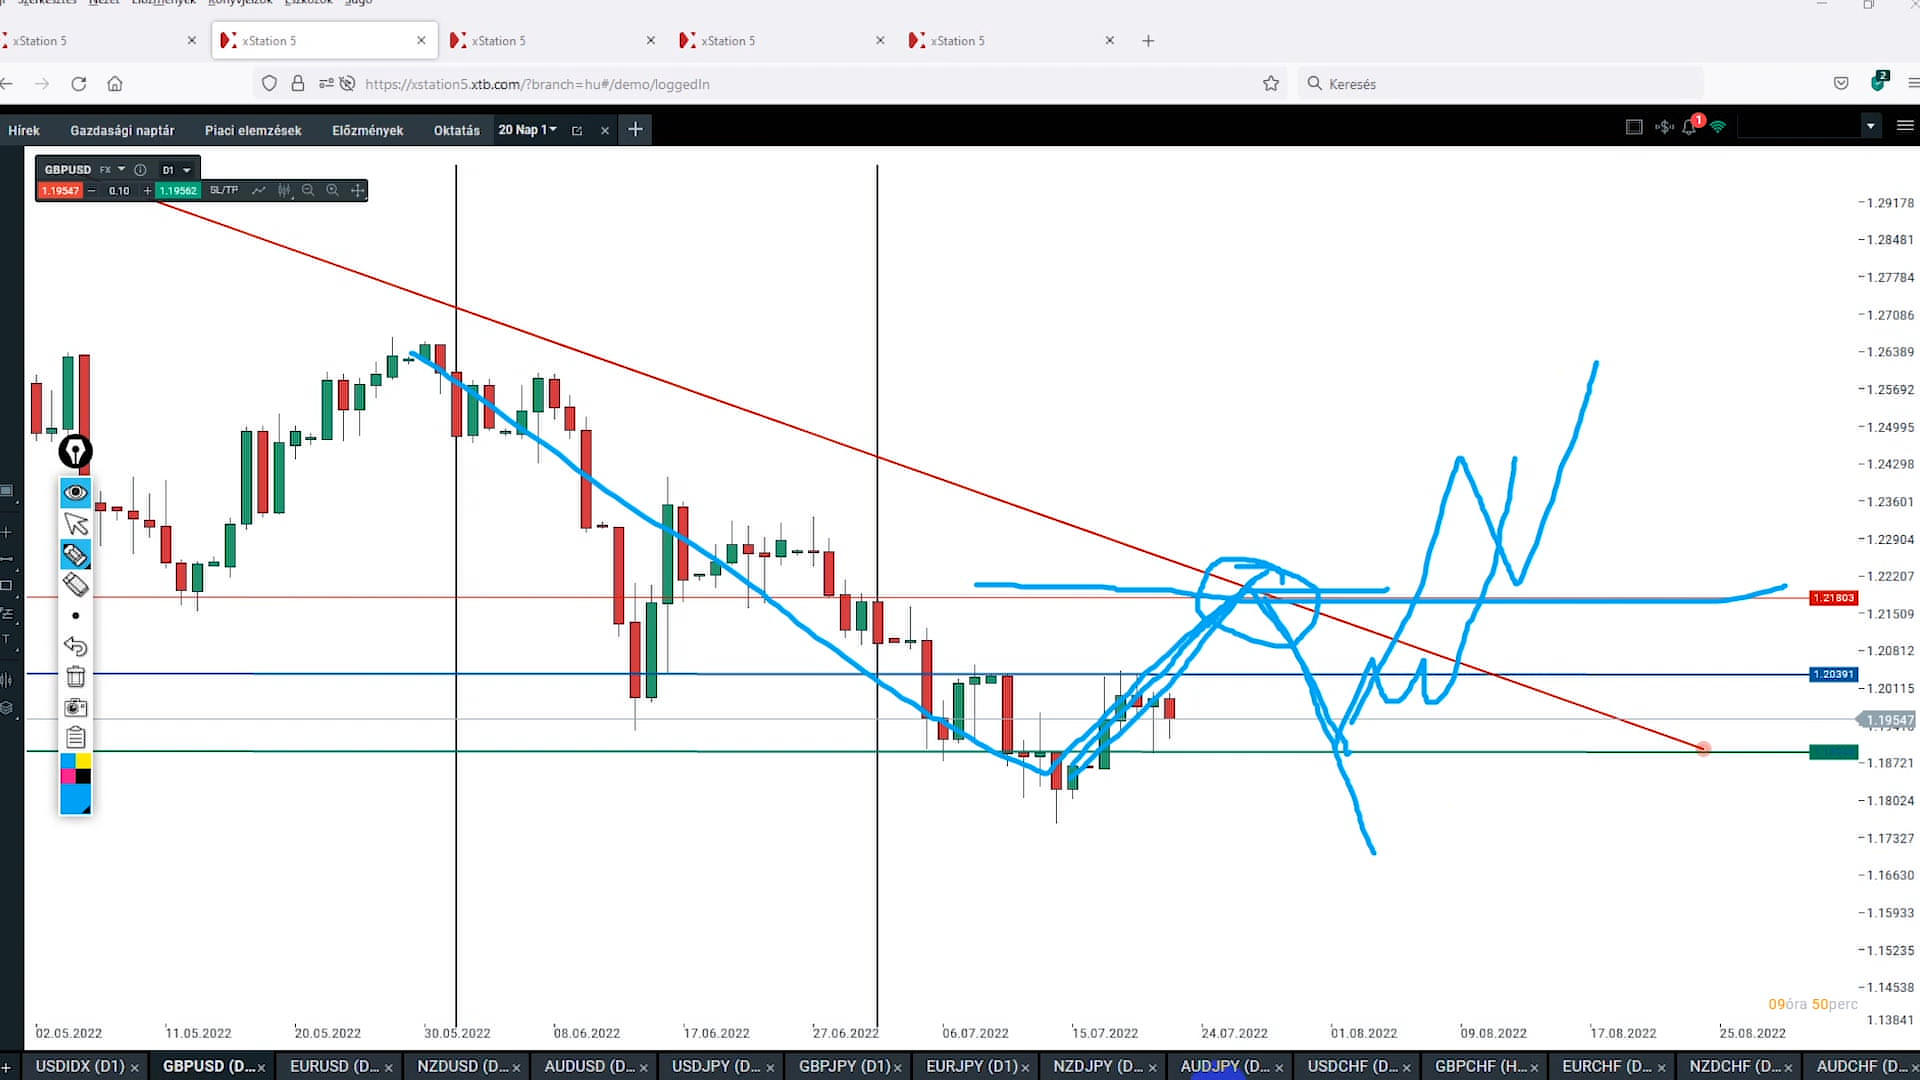 Szerkesztés Nézet Előzmények Könyvjelzők Eszközök Súgó
xStation 5 xStation 5 xStation 5 xStation 5 xStation 5
https://xstation5.xtb.com/?branch=hu#/demo/loggedIn Keresés 2
Hírek Gazdasági naptár Piaci elemzések Előzmények Oktatás 20 Nap 1 1
GBPUSD FX D1
1.19547 0.10 1.19562 SL/TP
1.29178
1.28481
1.27784
1.27086
1.26389
1.25692
1.24995
1.24298
1.23601
1.22904
1.22207
1.21803
1.21509
1.20812
1.20391
1.20115
1.19547
1.18721
1.18024
1.17327
1.16630
1.15933
1.15235
1.14538
09óra 50perc
1.13841
02.05.2022 11.05.2022 20.05.2022 30.05.2022 08.06.2022 17.06.2022 27.06.2022 06.07.2022 15.07.2022 24.07.2022 01.08.2022 09.08.2022 17.08.2022 25.08.2022
USDIDX (D1) GBPUSD (D... EURUSD (D... NZDUSD (D... AUDUSD (D... USDJPY (D... GBPJPY (D1) EURJPY (D1) NZDJPY (D... AUDJPY (D... USDCHF (D... GBPCHF (H... EURCHF (D... NZDCHF (D... AUDCHF (D...